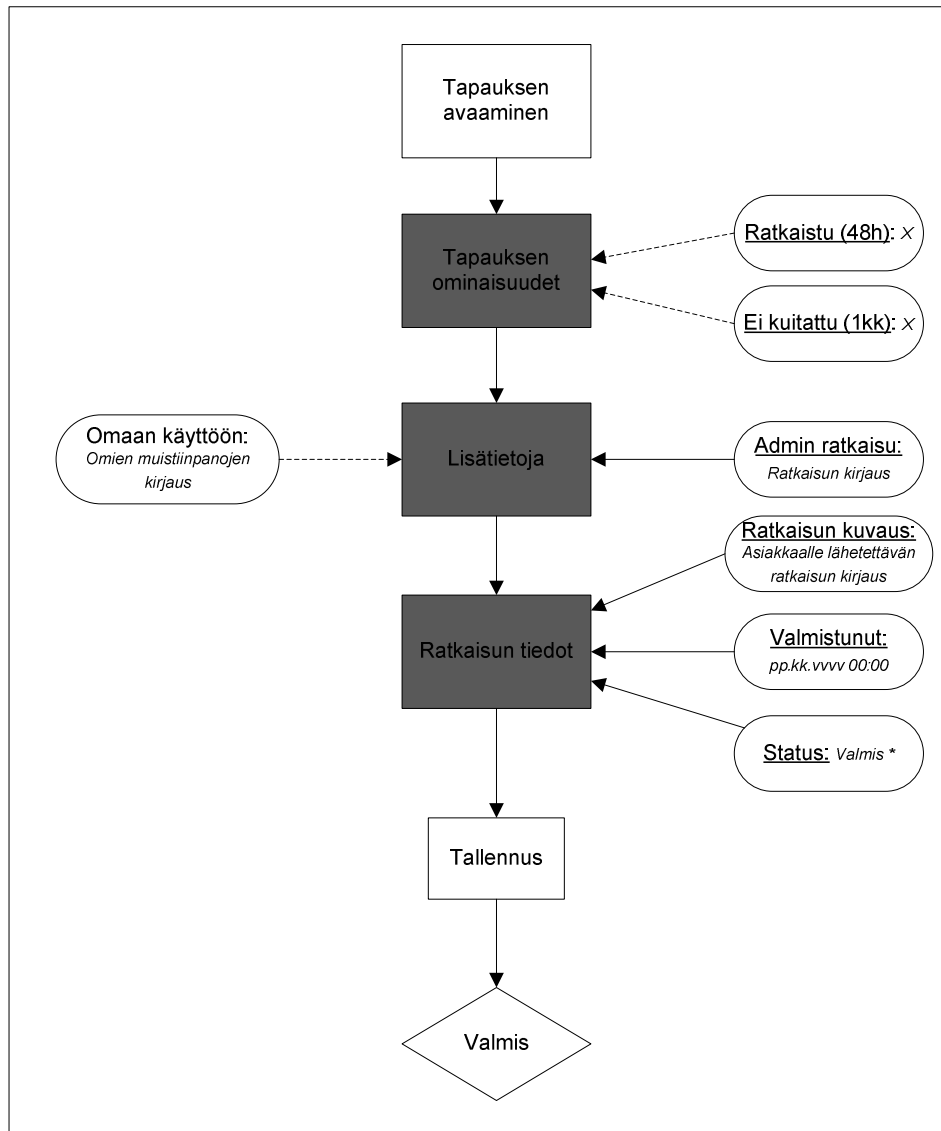 Tapauksen
avaaminen
Tapauksen
ominaisuudet
Ratkaistu (48h): X
Ei kuitattu (1kk): X
Omaan käyttöön:
Omien muistiinpanojen
kirjaus
Lisätietoja
Admin ratkaisu:
Ratkaisun kirjaus
Ratkaisun kuvaus:
Asiakkaalle lähetettävän
ratkaisun kirjaus
Ratkaisun tiedot
Valmistunut:
pp.kk.vvvv 00:00
Status: Valmis *
Tallennus
Valmis